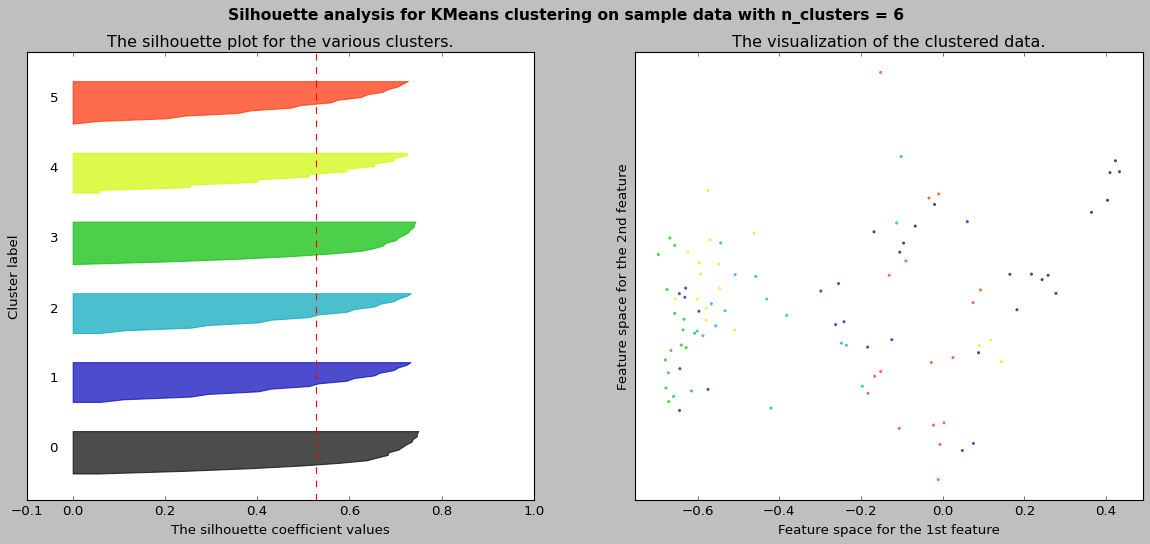 Silhouette analysis for KMeans clustering on sample data with n_clusters = 6
The silhouette plot for the various clusters.
Cluster label
5
4
3
2
1
0
−0.1 0.0 0.2 0.4 0.6 0.8 1.0
The silhouette coefficient values
The visualization of the clustered data.
Feature space for the 2nd feature
−0.6 −0.4 −0.2 0.0 0.2 0.4
Feature space for the 1st feature